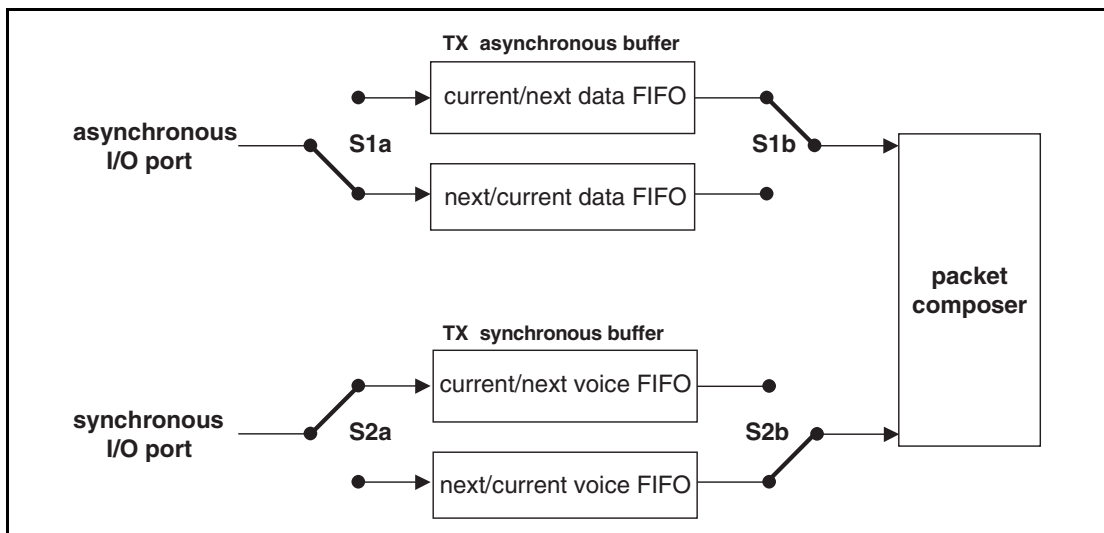 TX asynchronous buffer
current/next data FIFO
asynchronous
I/O port
S1a
S1b
next/current data FIFO
packet
composer
TX synchronous buffer
current/next voice FIFO
synchronous
I/O port
S2a
S2b
next/current voice FIFO